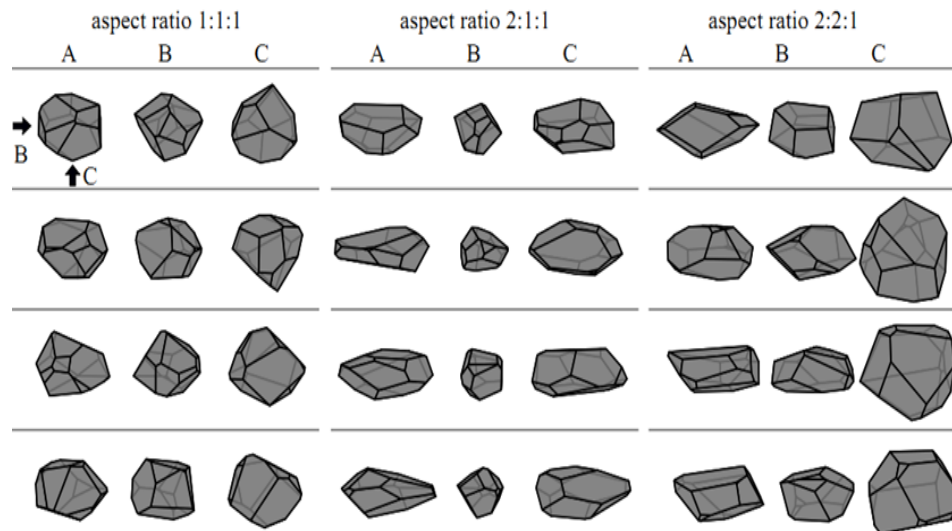 aspect ratio 1:1:1 aspect ratio 2:1:1 aspect ratio 2:2:1
A B C A B C A B C
B
C